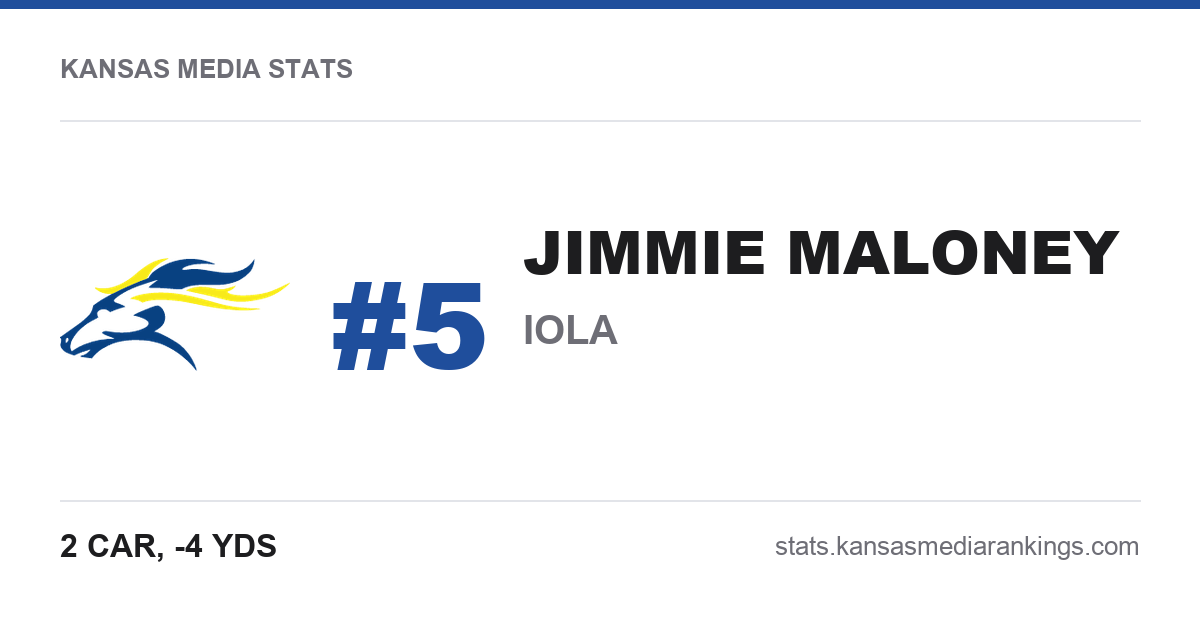 KANSAS MEDIA STATS
#5
JIMMIE MALONEY
IOLA
2 CAR, -4 YDS
stats.kansasmediarankings.com